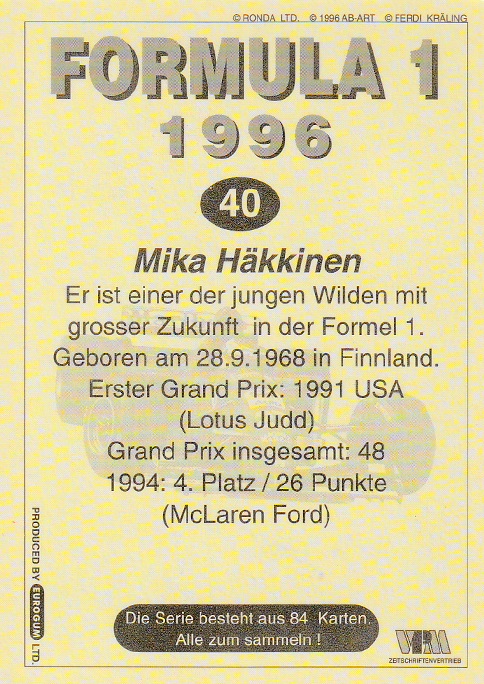 © RONDA LTD. © 1996 AB-ART © FERDI KRÄLING
FORMULA 1
1996
40
Mika Häkkinen
Er ist einer der jungen Wilden mit
grosser Zukunft in der Formel 1.
Geboren am 28.9.1968 in Finnland.
Erster Grand Prix: 1991 USA
(Lotus Judd)
Grand Prix insgesamt: 48
1994: 4. Platz / 26 Punkte
(McLaren Ford)
PRODUCED BY EUROGUM LTD.
Die Serie besteht aus 84 Karten.
Alle zum sammeln !
VPM
ZEITSCHRIFTENVERTRIEB